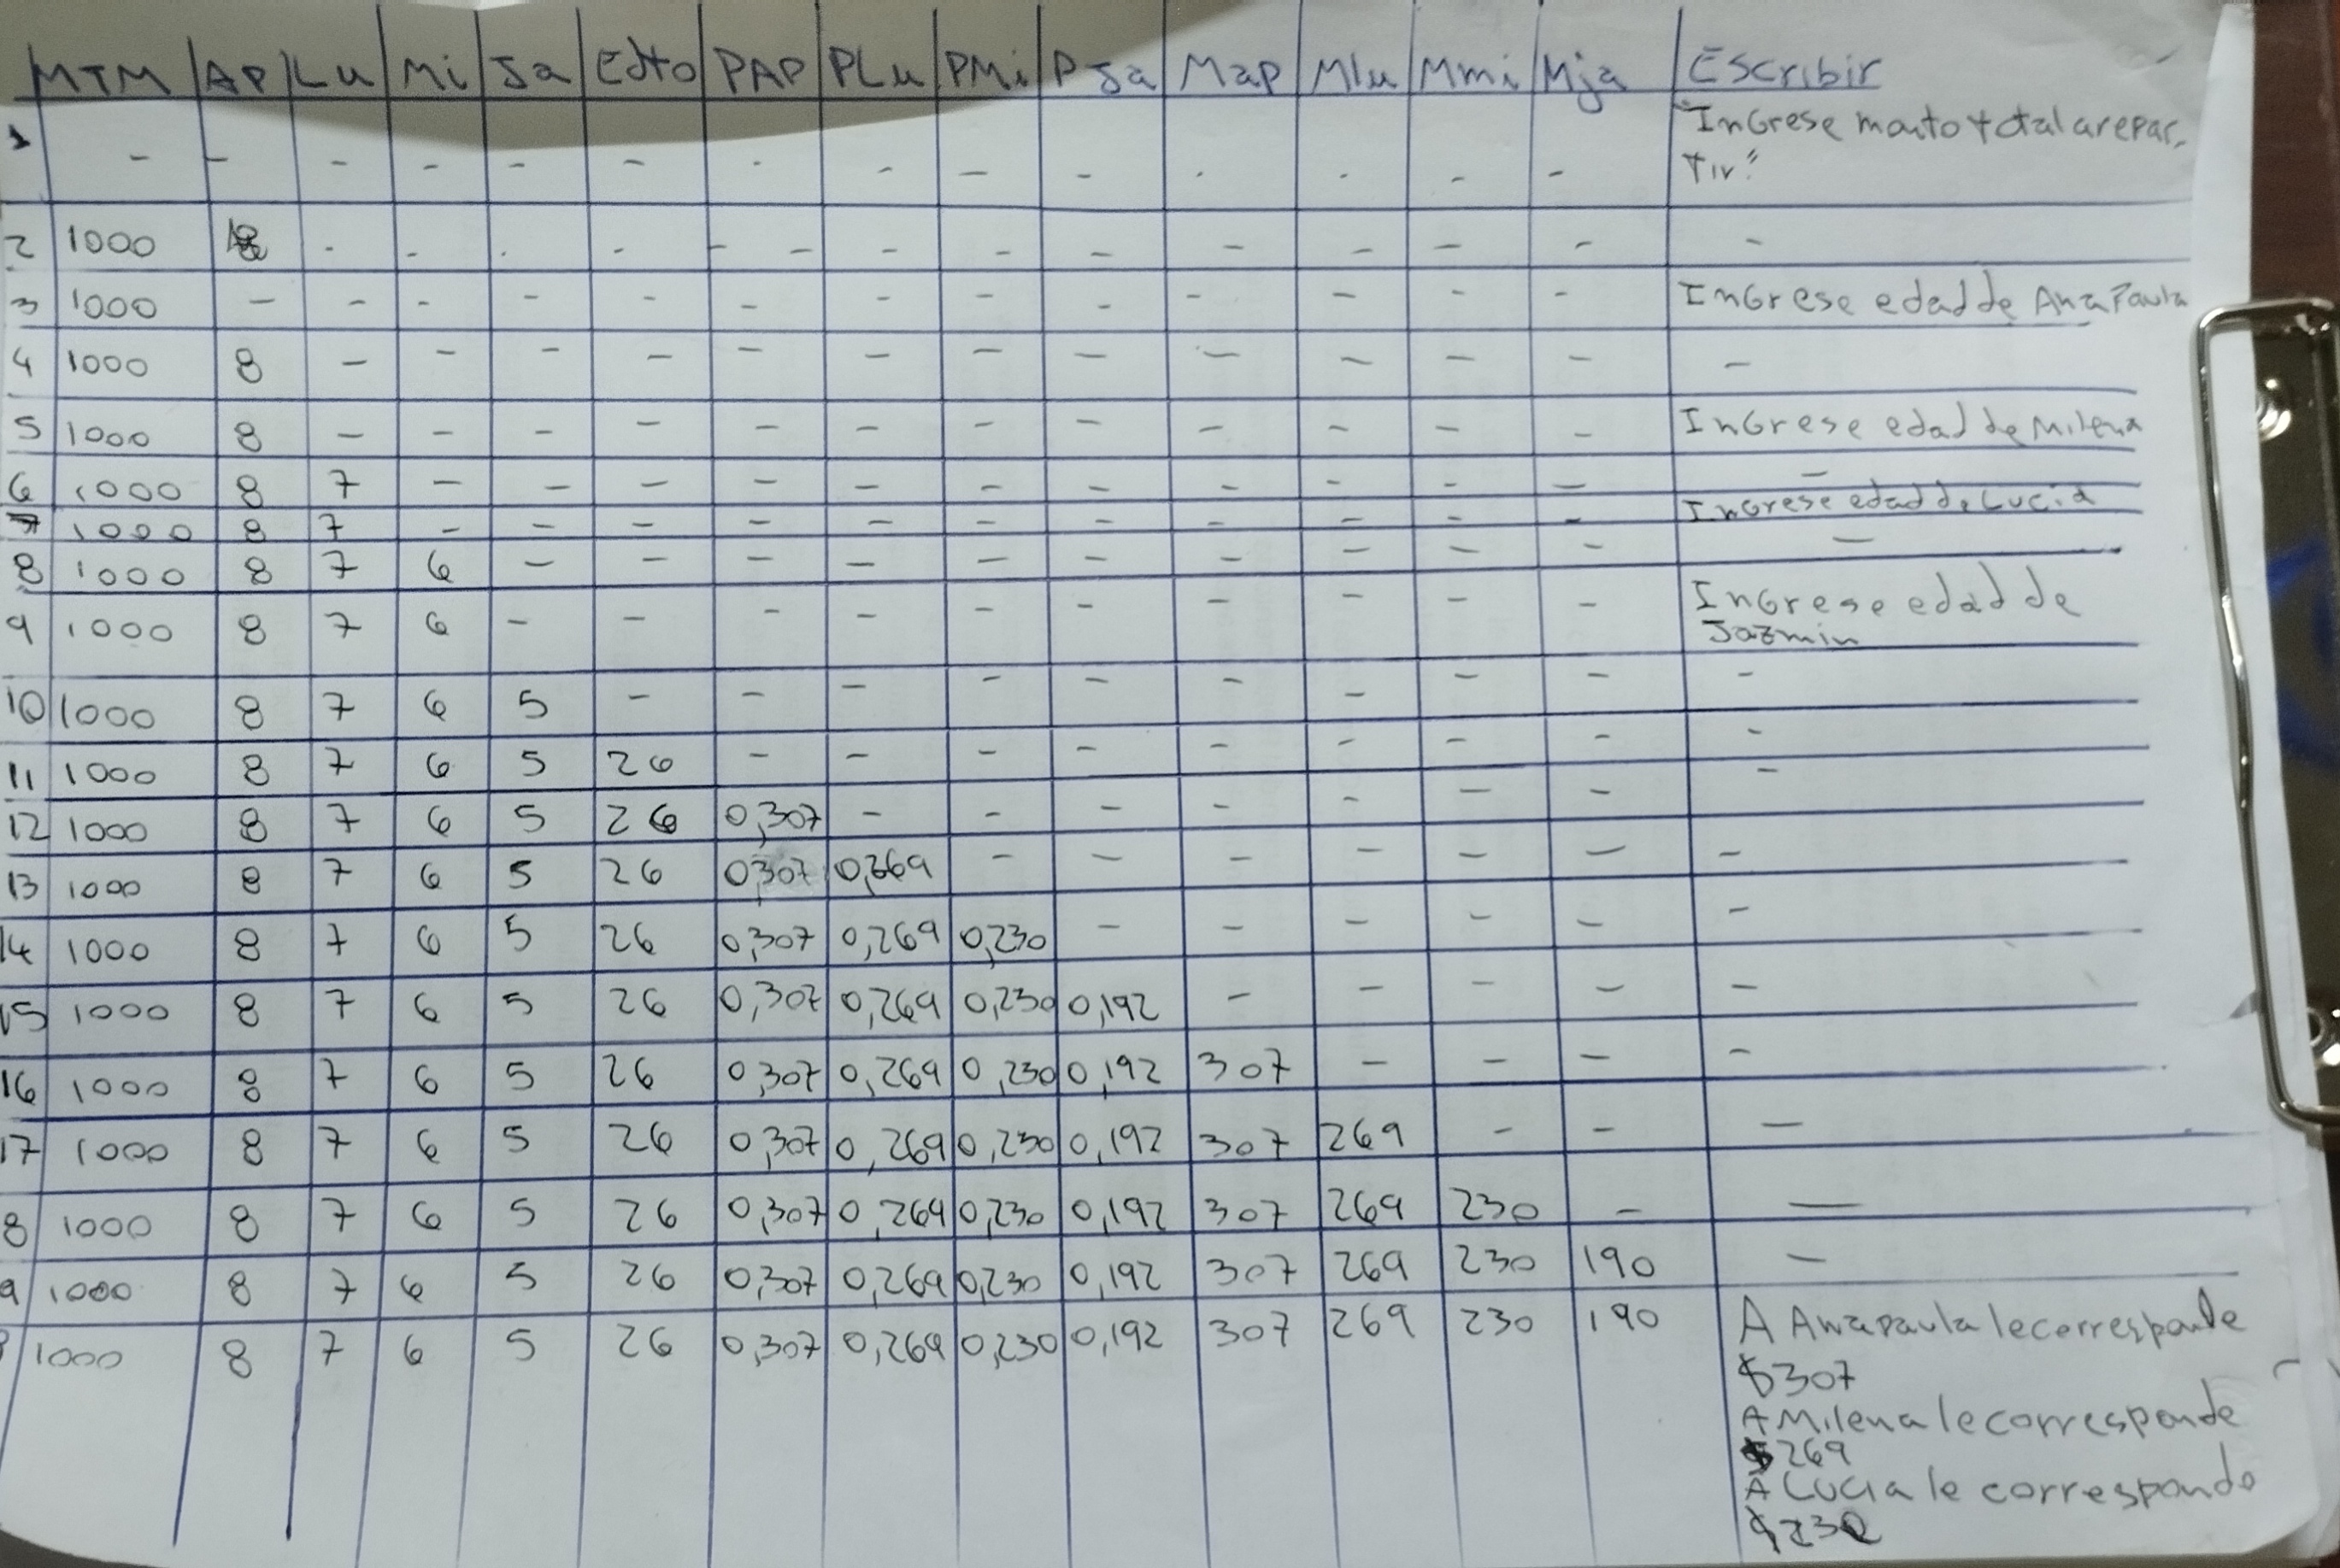 MTM AP Lu Mi Ja Edto PAP PLu PMi PJa Map Mlu Mmi Mja Escribir
1 - - - - - - - - - - - - - - "Ingrese monto total a repar-
tir"
2 1000 - - - - - - - - - - - - -
3 1000 - - - - - - - - - - - - - Ingrese edad de Ana Paula
4 1000 8 - - - - - - - - - - - - -
5 1000 8 - - - - - - - - - - - - Ingrese edad de Milena
6 1000 8 7 - - - - - - - - - - - -
7 1000 8 7 - - - - - - - - - - - Ingrese edad de Lucia
8 1000 8 7 6 - - - - - - - - - - -
9 1000 8 7 6 - - - - - - - - - - Ingrese edad de
Jazmin
10 1000 8 7 6 5 - - - - - - - - - -
11 1000 8 7 6 5 26 - - - - - - - - -
12 1000 8 7 6 5 26 0,307 - - - - - - - -
13 1000 8 7 6 5 26 0,307 0,269 - - - - - - -
14 1000 8 7 6 5 26 0,307 0,269 0,230 - - - - - -
15 1000 8 7 6 5 26 0,307 0,269 0,230 0,192 - - - - -
16 1000 8 7 6 5 26 0,307 0,269 0,230 0,192 307 - - - -
17 1000 8 7 6 5 26 0,307 0,269 0,230 0,192 307 269 - - -
8 1000 8 7 6 5 26 0,307 0,269 0,230 0,192 307 269 230 - -
9 1000 8 7 6 5 26 0,307 0,269 0,230 0,192 307 269 230 190 -
1000 8 7 6 5 26 0,307 0,269 0,230 0,192 307 269 230 190 A Ana paula le corresponde
$307
A Milena le corresponde
$269
A Lucia le corresponde
$230